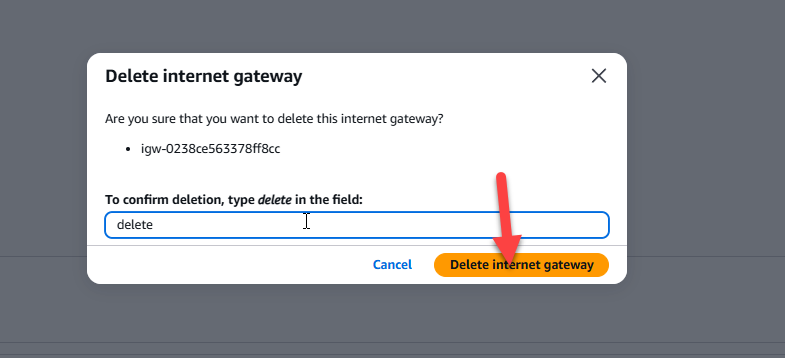 Delete internet gateway
Are you sure that you want to delete this internet gateway?
• igw-0238ce563378ff8cc
To confirm deletion, type delete in the field:
delete
Cancel
Delete internet gateway